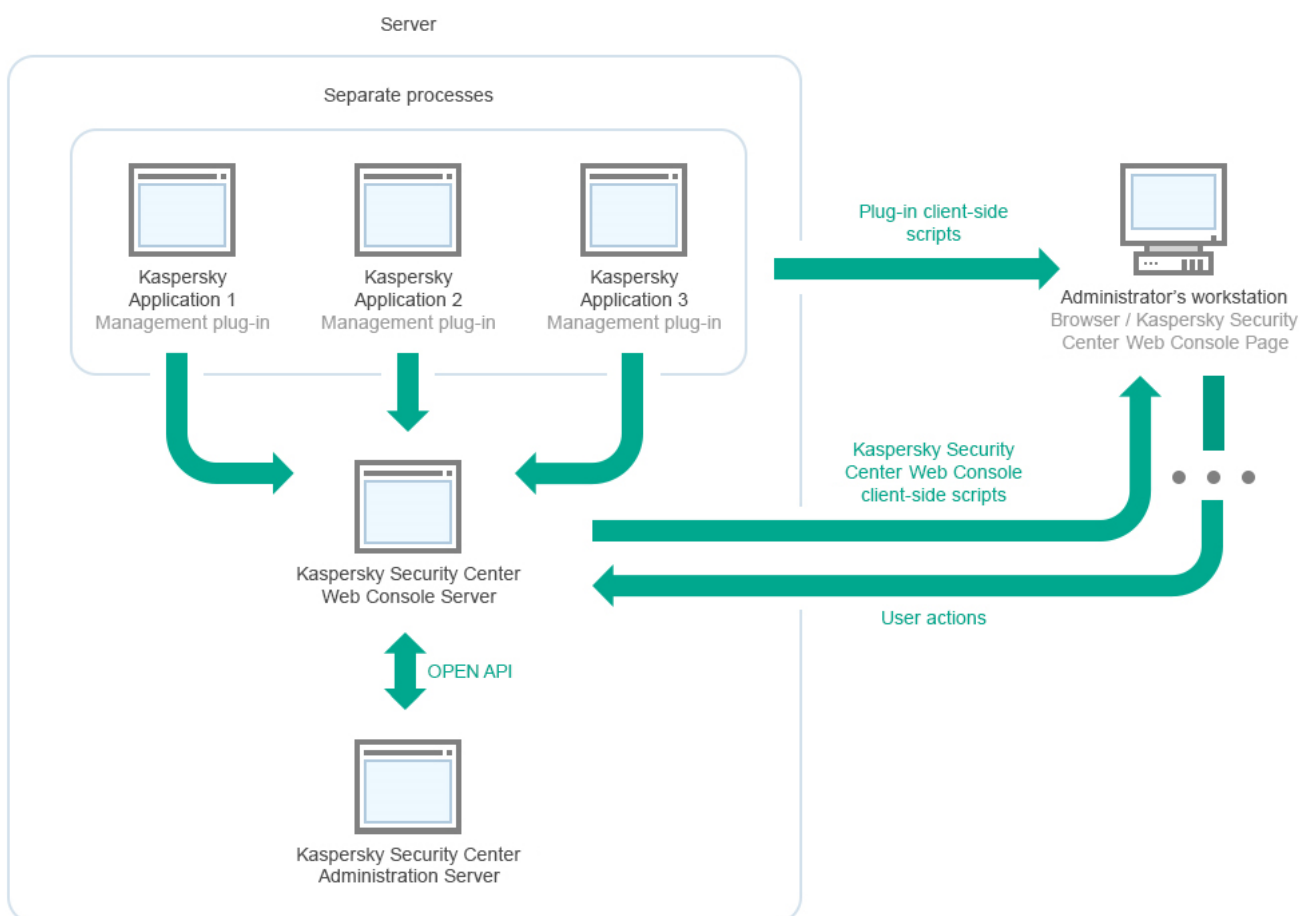 Server
Separate processes
Kaspersky
Application 1
Management plug-in
Kaspersky
Application 2
Management plug-in
Kaspersky
Application 3
Management plug-in
Plug-in client-side
scripts
Administrator's workstation
Browser / Kaspersky Security
Center Web Console Page
Kaspersky Security
Center Web Console
client-side scripts
Kaspersky Security Center
Web Console Server
User actions
OPEN API
Kaspersky Security Center
Administration Server